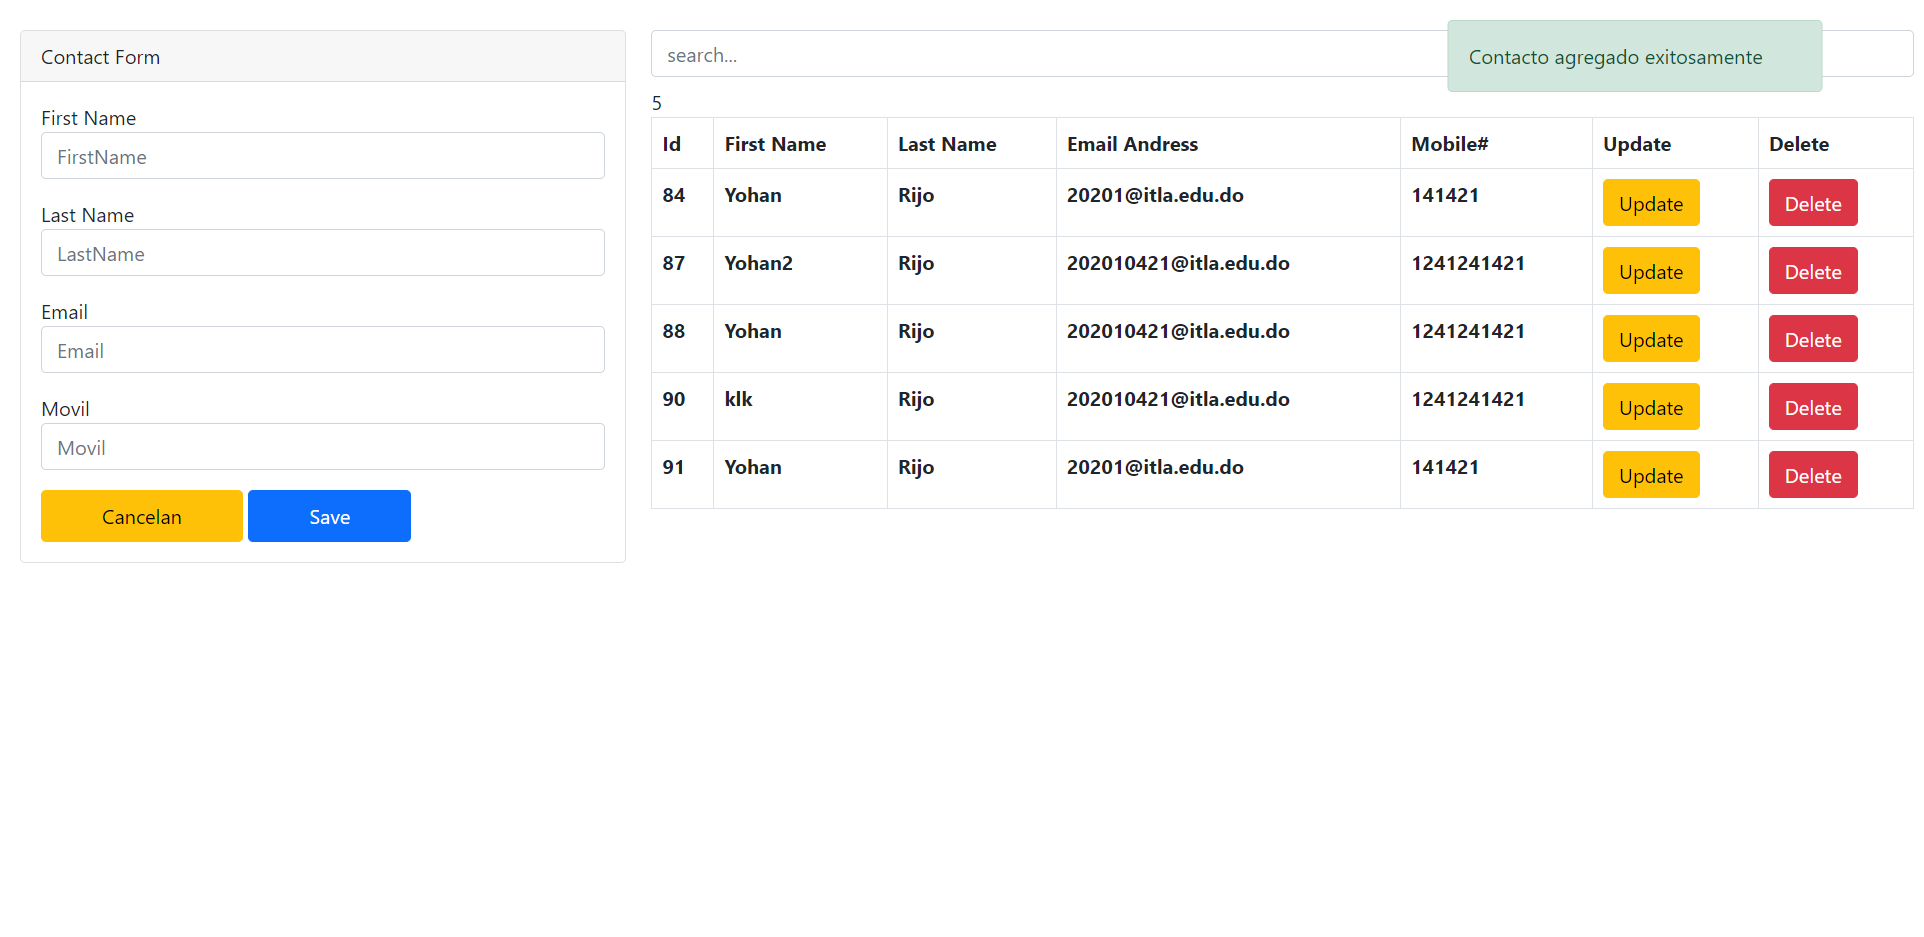 Contact Form
First Name
FirstName
Last Name
LastName
Email
Email
Movil
Movil
Cancelan Save
search...
Contacto agregado exitosamente
5
Id First Name Last Name Email Andress Mobile# Update Delete
84 Yohan Rijo 20201@itla.edu.do 141421 Update Delete
87 Yohan2 Rijo 202010421@itla.edu.do 1241241421 Update Delete
88 Yohan Rijo 202010421@itla.edu.do 1241241421 Update Delete
90 klk Rijo 202010421@itla.edu.do 1241241421 Update Delete
91 Yohan Rijo 20201@itla.edu.do 141421 Update Delete